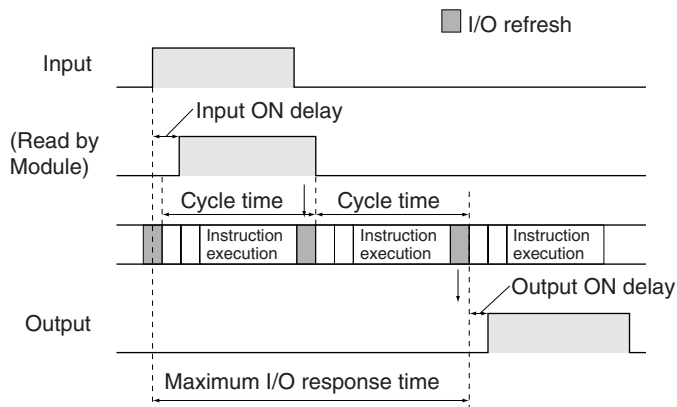 I/O refresh
Input
Input ON delay
(Read by
Module)
Cycle time
Cycle time
Instruction
execution
Instruction
execution
Instruction
execution
Output ON delay
Output
Maximum I/O response time